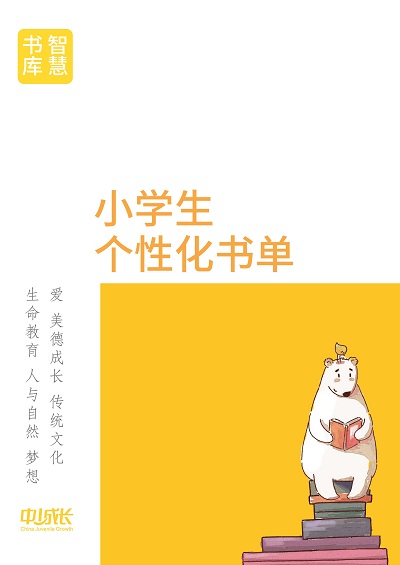 智慧
书库
小学生
个性化书单
爱 美德成长 传统文化
生命教育 人与自然 梦想
中少成长
China Juvenile Growth